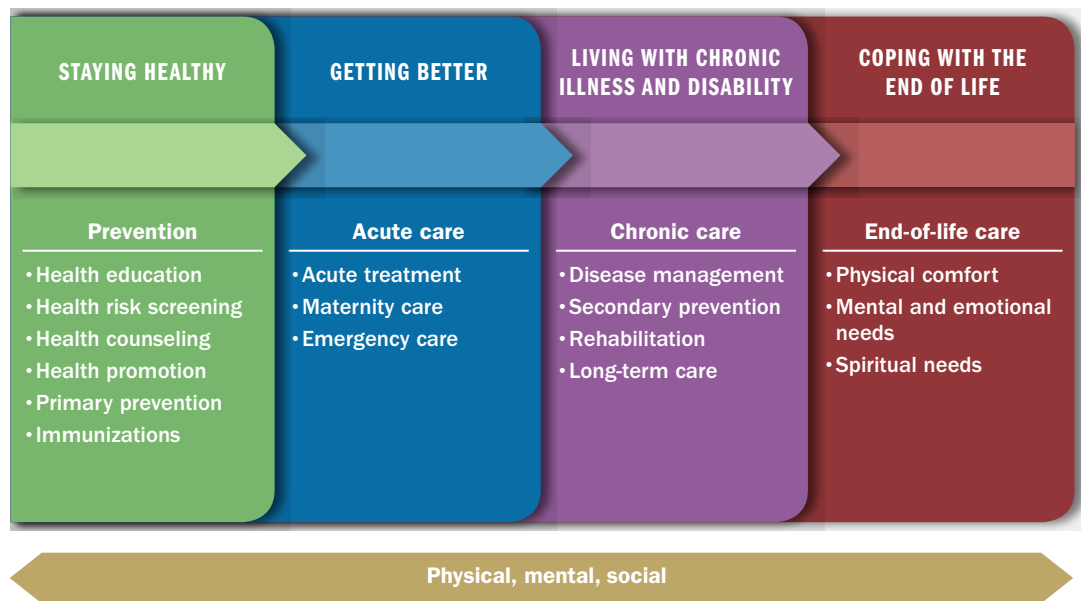 STAYING HEALTHY
Prevention
• Health education
• Health risk screening
• Health counseling
• Health promotion
• Primary prevention
• Immunizations
GETTING BETTER
Acute care
• Acute treatment
• Maternity care
• Emergency care
LIVING WITH CHRONIC
ILLNESS AND DISABILITY
Chronic care
• Disease management
• Secondary prevention
• Rehabilitation
• Long-term care
COPING WITH THE
END OF LIFE
End-of-life care
• Physical comfort
• Mental and emotional
needs
• Spiritual needs
Physical, mental, social